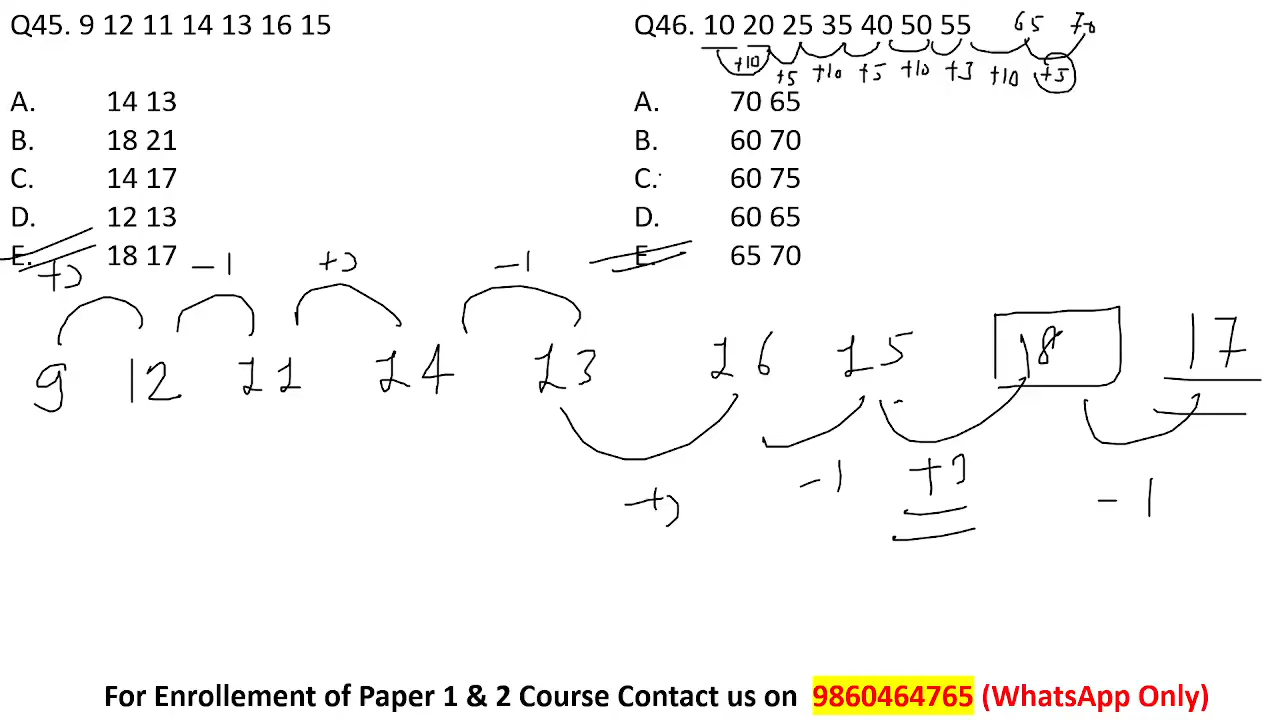 Q45. 9 12 11 14 13 16 15
A. 14 13
B. 18 21
C. 14 17
D. 12 13
E. 18 17
Q46. 10 20 25 35 40 50 55 65 70
+10 +5 +10 +5 +10 +3 +10 +5
A. 70 65
B. 60 70
C. 60 75
D. 60 65
E. 65 70
+3 -1 +3 -1
9 12 11 14 13 16 15 18 17
+3 -1 +3 -1
For Enrollement of Paper 1 & 2 Course Contact us on 9860464765 (WhatsApp Only)